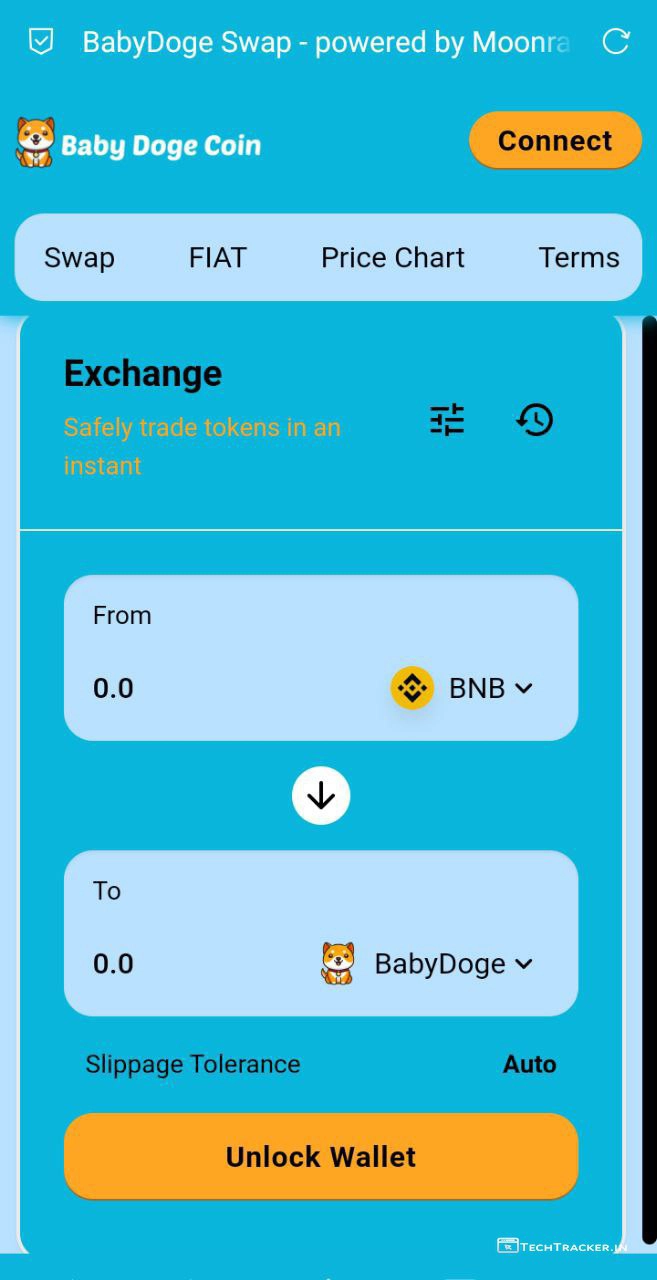 BabyDoge Swap - powered by Moonra
Baby Doge Coin
Connect
Swap FIAT Price Chart Terms
Exchange
Safely trade tokens in an
instant
From
0.0 BNB
To
0.0 BabyDoge
Slippage Tolerance Auto
Unlock Wallet
TechTracker.in